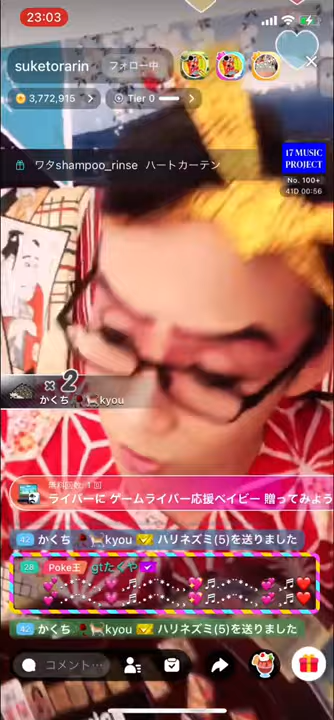 23:03
suketorarin フォロー中
3,772,915
Tier 0
17 MUSIC
PROJECT
No. 100+
41D 00:56
ワタshampoo_rinse ハートカーテン
× 2
かくち kyou
無料回数: 1 回
ライバーに ゲームライバー応援ベイビー 贈ってみよう
42 かくち kyou ハリネズミ(5)を送りました
28 Poke王 gtたくや
42 かくち kyou ハリネズミ(5)を送りました
コメント…